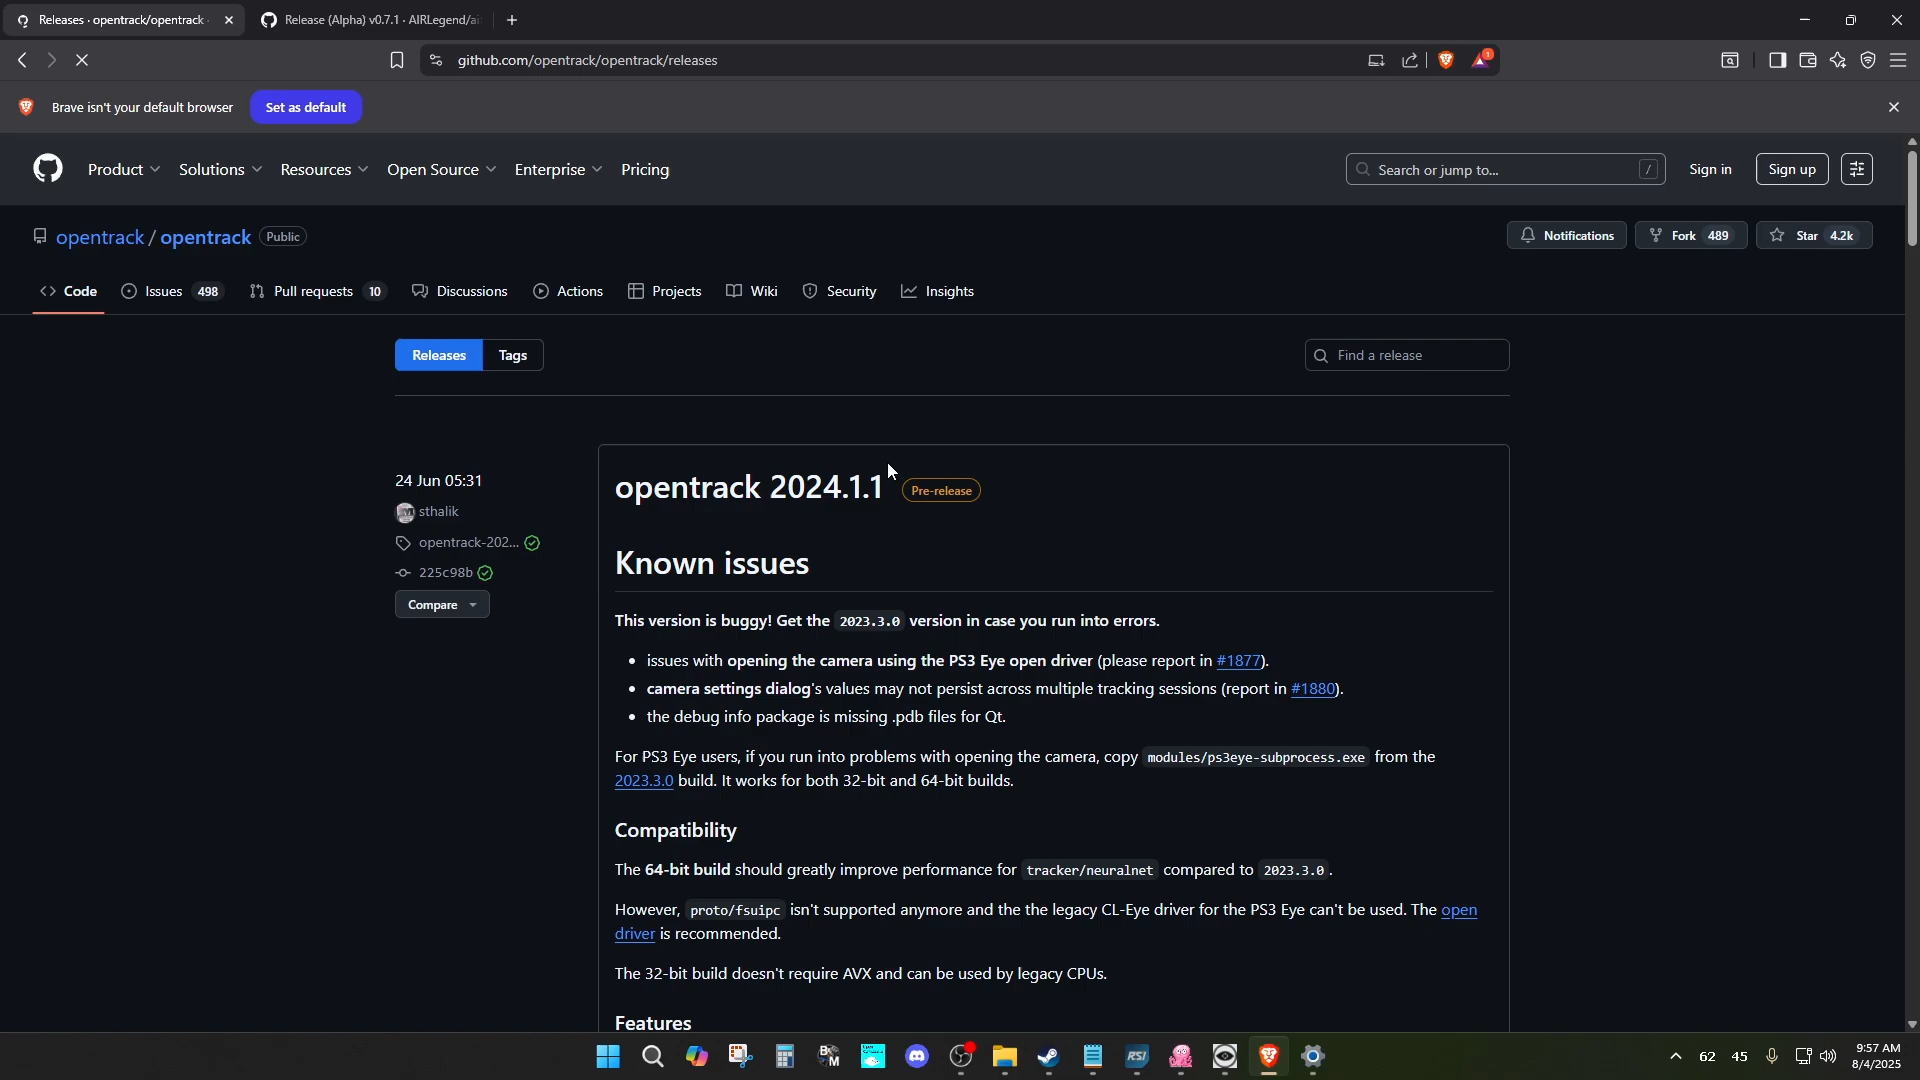 Releases · opentrack/opentrack
Release (Alpha) v0.7.1 · AIRLegend/ai
github.com/opentrack/opentrack/releases
1
Brave isn't your default browser
Set as default
Product
Solutions
Resources
Open Source
Enterprise
Pricing
Search or jump to...
/
Sign in
Sign up
opentrack / opentrack
Public
Notifications
Fork 489
Star 4.2k
Code
Issues 498
Pull requests 10
Discussions
Actions
Projects
Wiki
Security
Insights
Releases
Tags
Find a release
24 Jun 05:31
sthalik
opentrack-202...
225c98b
Compare
opentrack 2024.1.1
Pre-release
Known issues
This version is buggy! Get the 2023.3.0 version in case you run into errors.
• issues with opening the camera using the PS3 Eye open driver (please report in #1877).
• camera settings dialog's values may not persist across multiple tracking sessions (report in #1880).
• the debug info package is missing .pdb files for Qt.
For PS3 Eye users, if you run into problems with opening the camera, copy modules/ps3eye-subprocess.exe from the
2023.3.0 build. It works for both 32-bit and 64-bit builds.
Compatibility
The 64-bit build should greatly improve performance for tracker/neuralnet compared to 2023.3.0.
However, proto/fsuipc isn't supported anymore and the the legacy CL-Eye driver for the PS3 Eye can't be used. The open
driver is recommended.
The 32-bit build doesn't require AVX and can be used by legacy CPUs.
Features
RSI
62
45
9:57 AM
8/4/2025